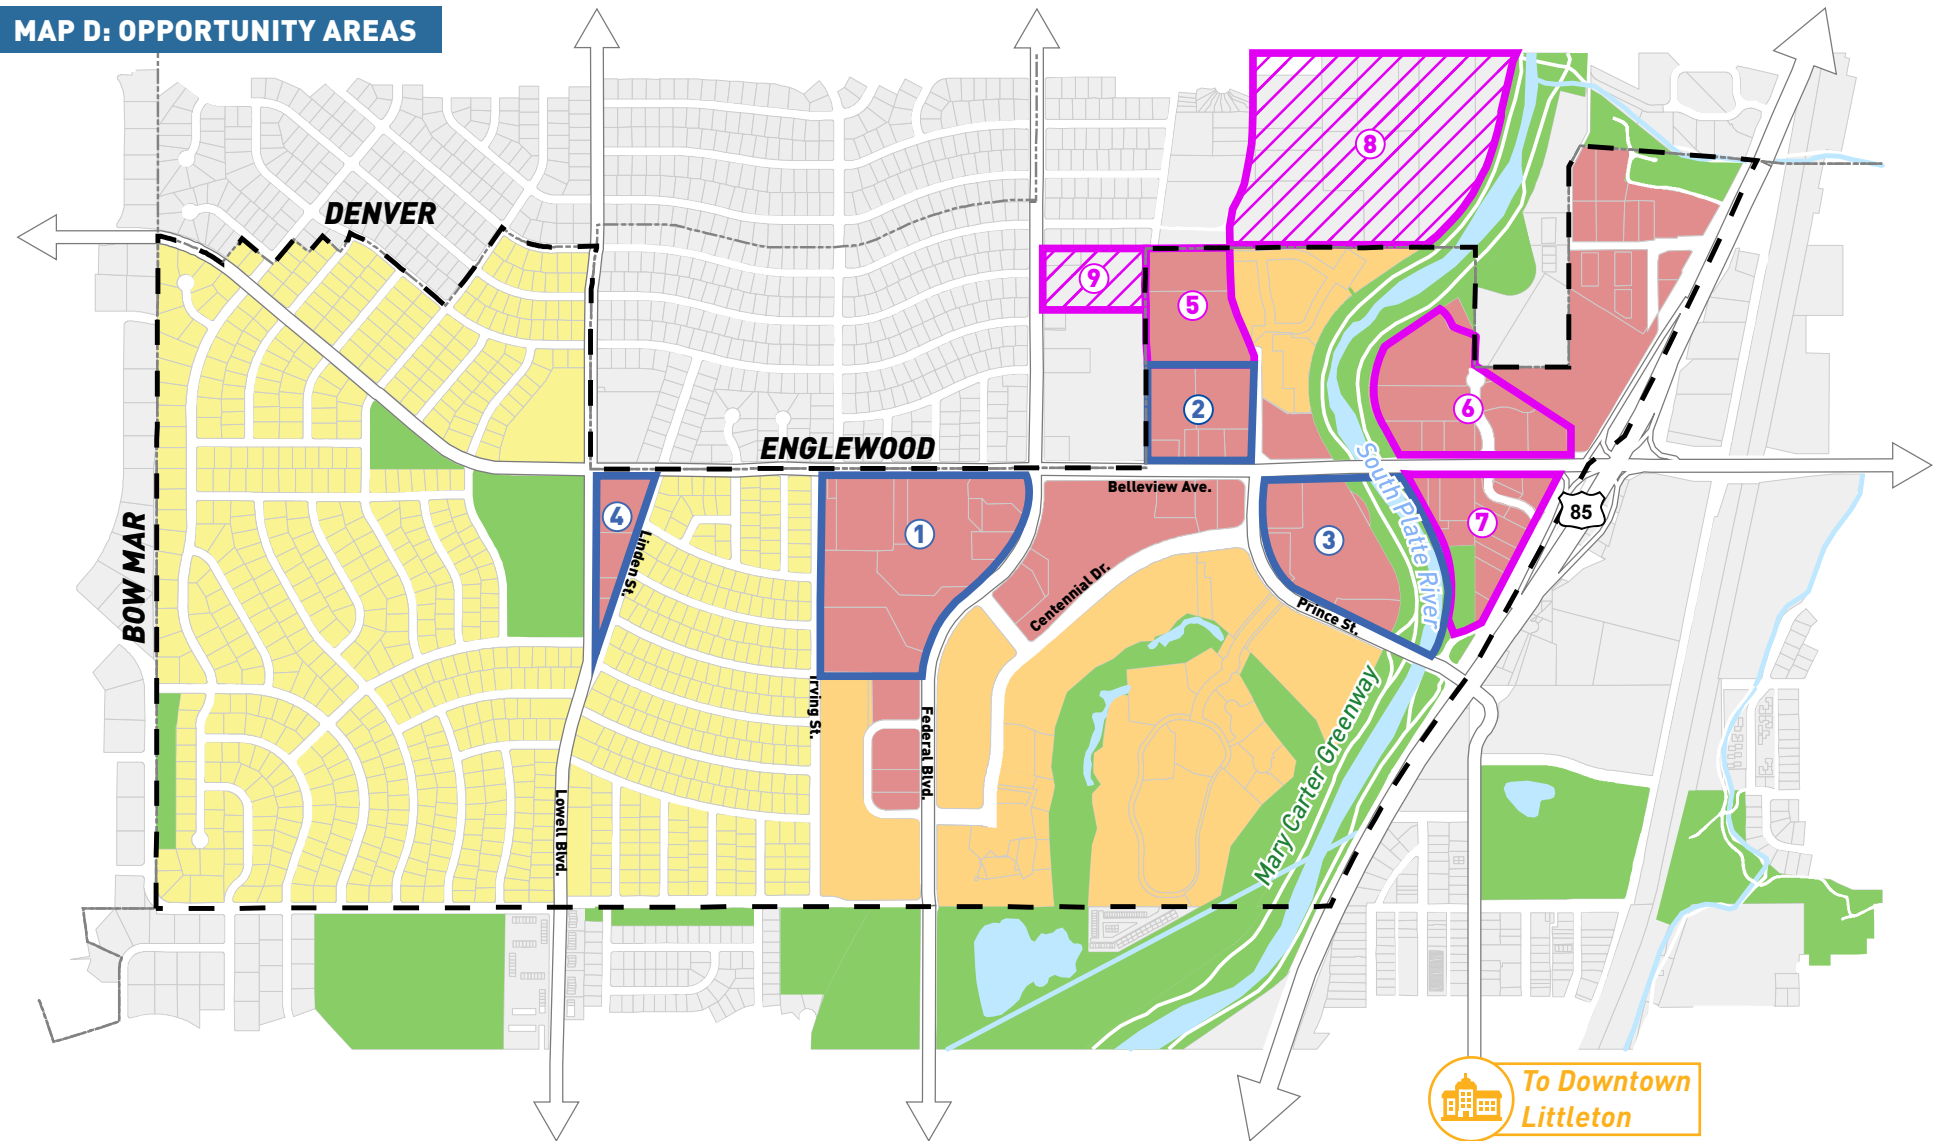 MAP D: OPPORTUNITY AREAS
8
DENVER
9
5
2
6
ENGLEWOOD
Belleview Ave.
South Platte River
85
4
1
3
7
BOW MAR
Linden St.
Centennial Dr.
Prince St.
Irving St.
Federal Blvd.
Mary Carter Greenway
Lowell Blvd.
To Downtown
Littleton